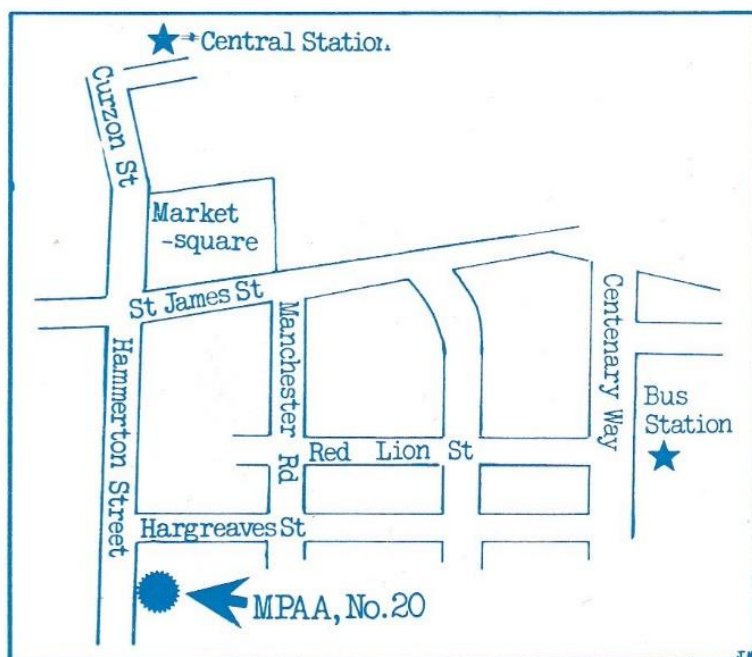 Central Station
Curzon St
Market
-square
St James St
Manchester Rd
Centenary Way
Hammerton Street
Bus
Station
Red Lion St
Hargreaves St
MPAA, No.20